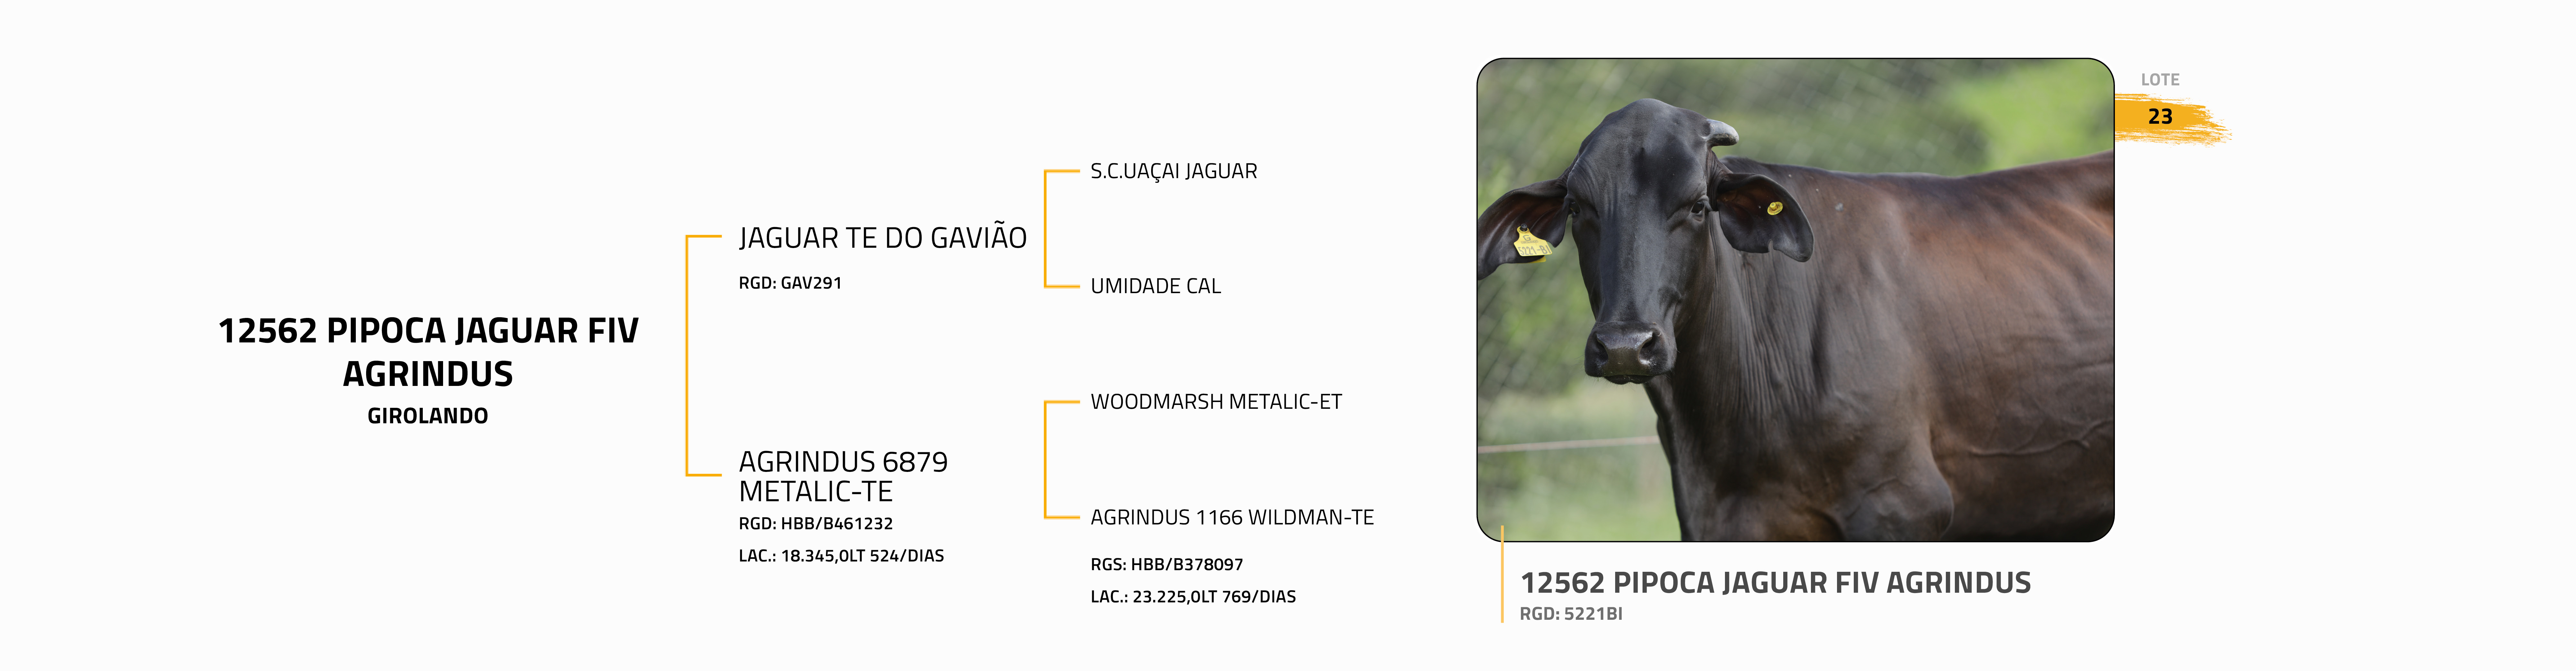 12562 PIPOCA JAGUAR FIV
AGRINDUS
GIROLANDO
JAGUAR TE DO GAVIÃO
RGD: GAV291
AGRINDUS 6879
METALIC-TE
RGD: HBB/B461232
LAC.: 18.345,0LT 524/DIAS
S.C.UAÇAI JAGUAR
UMIDADE CAL
WOODMARSH METALIC-ET
AGRINDUS 1166 WILDMAN-TE
RGS: HBB/B378097
LAC.: 23.225,0LT 769/DIAS
LOTE
23
5221-BI
12562 PIPOCA JAGUAR FIV AGRINDUS
RGD: 5221BI